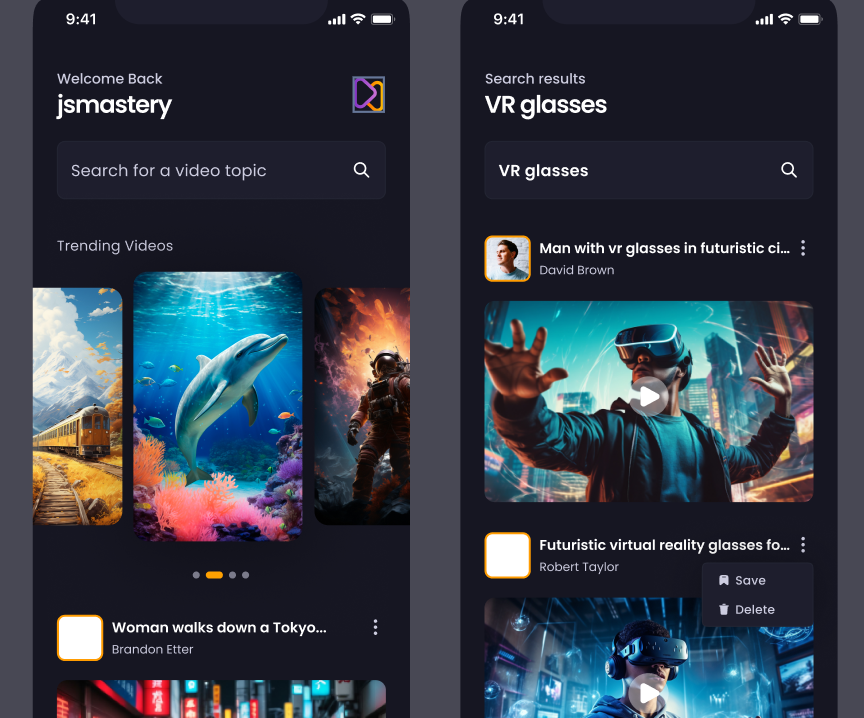 9:41
Welcome Back
jsmastery
Search for a video topic
Trending Videos
Woman walks down a Tokyo...
Brandon Etter
9:41
Search results
VR glasses
VR glasses
Man with vr glasses in futuristic ci...
David Brown
Futuristic virtual reality glasses fo...
Robert Taylor
Save
Delete